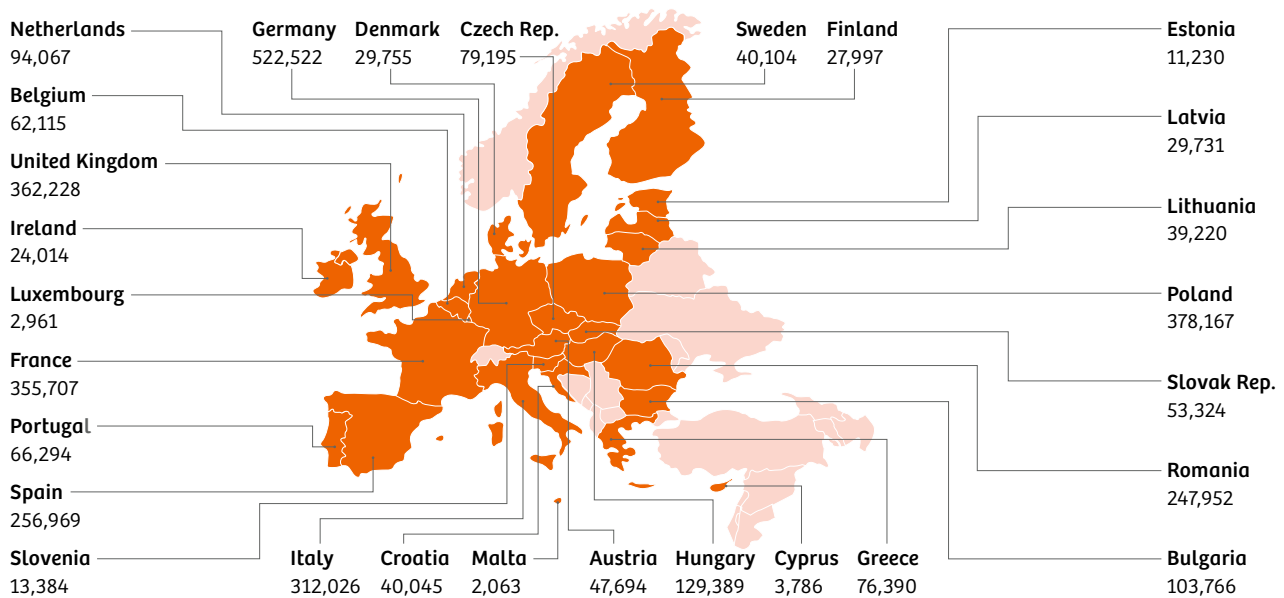 Netherlands
94,067
Belgium
62,115
United Kingdom
362,228
Ireland
24,014
Luxembourg
2,961
France
355,707
Portugal
66,294
Spain
256,969
Slovenia
13,384
Germany
522,522
Denmark
29,755
Czech Rep.
79,195
Sweden
40,104
Finland
27,997
Estonia
11,230
Latvia
29,731
Lithuania
39,220
Poland
378,167
Slovak Rep.
53,324
Romania
247,952
Bulgaria
103,766
Italy
312,026
Croatia
40,045
Malta
2,063
Austria
47,694
Hungary
129,389
Cyprus
3,786
Greece
76,390